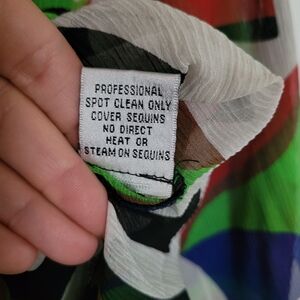 PROFESSIONAL
SPOT CLEAN ONLY
COVER SEQUINS
NO DIRECT
HEAT OR
STEAM ON SEQUINS